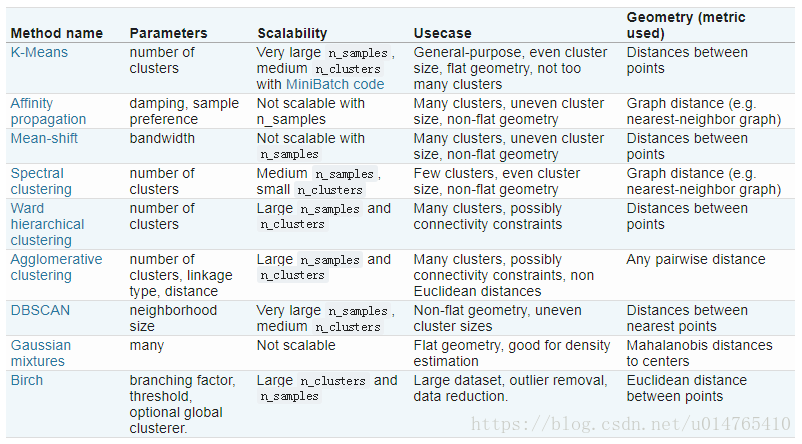 Method name Parameters Scalability Usecase Geometry (metric used)
K-Means number of clusters Very large n_samples, medium n_clusters with MiniBatch code General-purpose, even cluster size, flat geometry, not too many clusters Distances between points
Affinity propagation damping, sample preference Not scalable with n_samples Many clusters, uneven cluster size, non-flat geometry Graph distance (e.g. nearest-neighbor graph)
Mean-shift bandwidth Not scalable with n_samples Many clusters, uneven cluster size, non-flat geometry Distances between points
Spectral clustering number of clusters Medium n_samples, small n_clusters Few clusters, even cluster size, non-flat geometry Graph distance (e.g. nearest-neighbor graph)
Ward hierarchical clustering number of clusters Large n_samples and n_clusters Many clusters, possibly connectivity constraints Distances between points
Agglomerative clustering number of clusters, linkage type, distance Large n_samples and n_clusters Many clusters, possibly connectivity constraints, non Euclidean distances Any pairwise distance
DBSCAN neighborhood size Very large n_samples, medium n_clusters Non-flat geometry, uneven cluster sizes Distances between nearest points
Gaussian mixtures many Not scalable Flat geometry, good for density estimation Mahalanobis distances to centers
Birch branching factor, threshold, optional global clusterer. Large n_clusters and n_samples Large dataset, outlier removal, data reduction. Euclidean distance between points
https://blog.csdn.net/u014765410